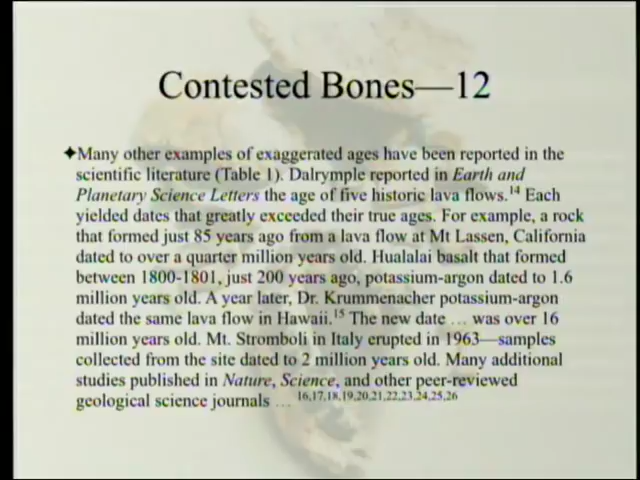 Contested Bones—12
✦Many other examples of exaggerated ages have been reported in the
scientific literature (Table 1). Dalrymple reported in Earth and
Planetary Science Letters the age of five historic lava flows.14 Each
yielded dates that greatly exceeded their true ages. For example, a rock
that formed just 85 years ago from a lava flow at Mt Lassen, California
dated to over a quarter million years old. Hualalai basalt that formed
between 1800-1801, just 200 years ago, potassium-argon dated to 1.6
million years old. A year later, Dr. Krummenacher potassium-argon
dated the same lava flow in Hawaii.15 The new date … was over 16
million years old. Mt. Stromboli in Italy erupted in 1963—samples
collected from the site dated to 2 million years old. Many additional
studies published in Nature, Science, and other peer-reviewed
geological science journals … 16,17,18,19,20,21,22,23,24,25,26